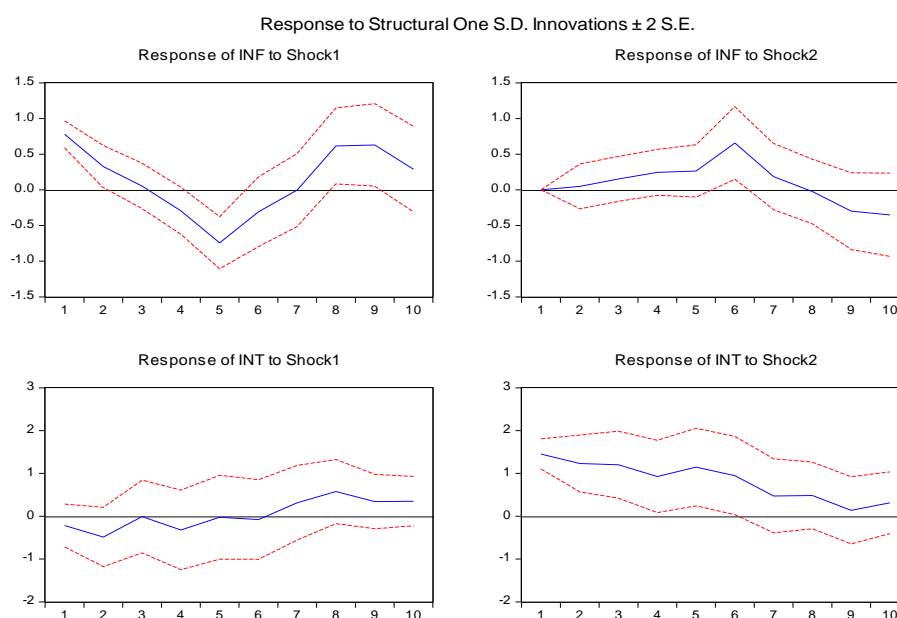 Response to Structural One S.D. Innovations ± 2 S.E.
Response of INF to Shock1
1.5
1.0
0.5
0.0
-0.5
-1.0
-1.5
1 2 3 4 5 6 7 8 9 10
Response of INF to Shock2
1.5
1.0
0.5
0.0
-0.5
-1.0
-1.5
1 2 3 4 5 6 7 8 9 10
Response of INT to Shock1
3
2
1
0
-1
-2
1 2 3 4 5 6 7 8 9 10
Response of INT to Shock2
3
2
1
0
-1
-2
1 2 3 4 5 6 7 8 9 10